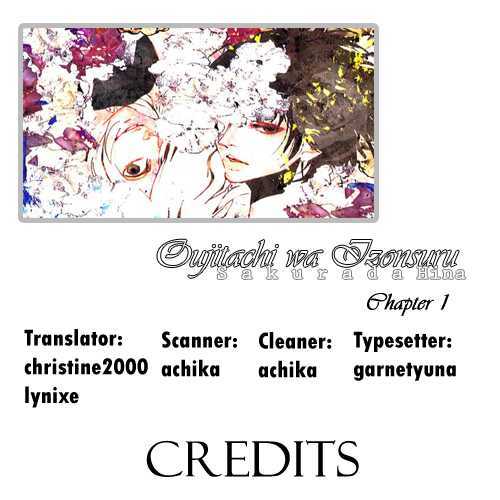 Oujitachi wa Izonsuru
Sakurada Hina
Chapter 1
Translator: Scanner: Cleaner: Typesetter:
christine2000 achika achika garnetyuna
lynixe
CREDITS